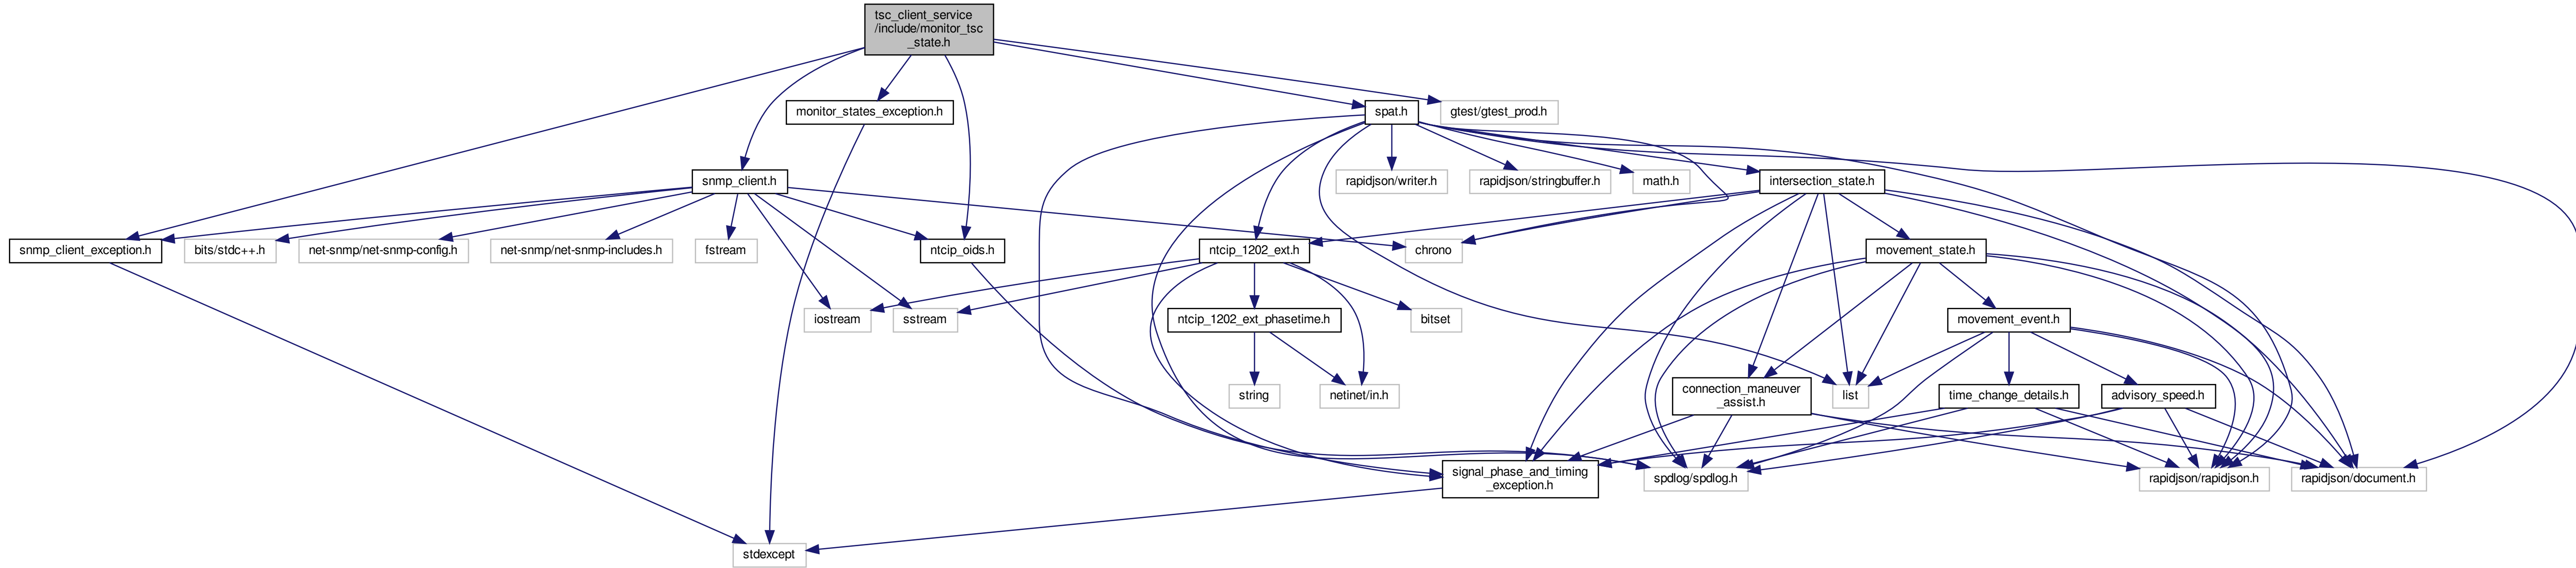 tsc_client_service
/include/monitor_tsc
_state.h
monitor_states_exception.h
spat.h
gtest/gtest_prod.h
snmp_client.h
rapidjson/writer.h
rapidjson/stringbuffer.h
math.h
intersection_state.h
snmp_client_exception.h
bits/stdc++.h
net-snmp/net-snmp-config.h
net-snmp/net-snmp-includes.h
fstream
ntcip_oids.h
ntcip_1202_ext.h
chrono
movement_state.h
iostream
sstream
ntcip_1202_ext_phasetime.h
bitset
movement_event.h
string
netinet/in.h
connection_maneuver
_assist.h
list
time_change_details.h
advisory_speed.h
signal_phase_and_timing
_exception.h
spdlog/spdlog.h
rapidjson/rapidjson.h
rapidjson/document.h
stdexcept